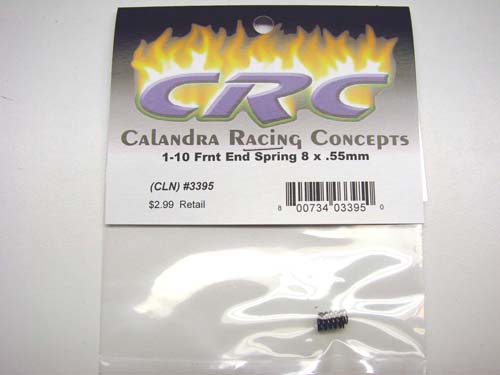 CRC
CALANDRA RACING CONCEPTS
1-10 Frnt End Spring 8 x .55mm
(CLN) #3395
$2.99 Retail
8 00734 03395 0